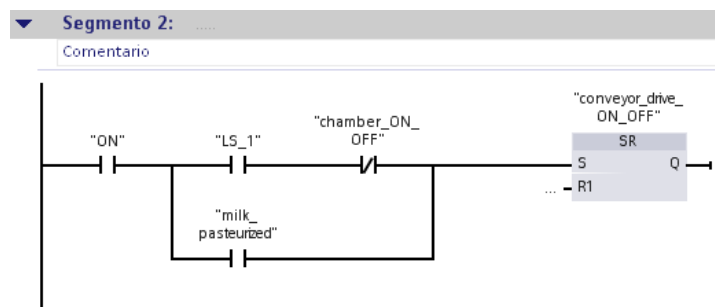 Segmento 2: .....
Comentario
"conveyor_drive_
ON_OFF"
"chamber_ON_
OFF"
"ON"
"LS_1"
SR
S
Q
... R1
"milk_
pasteurized"